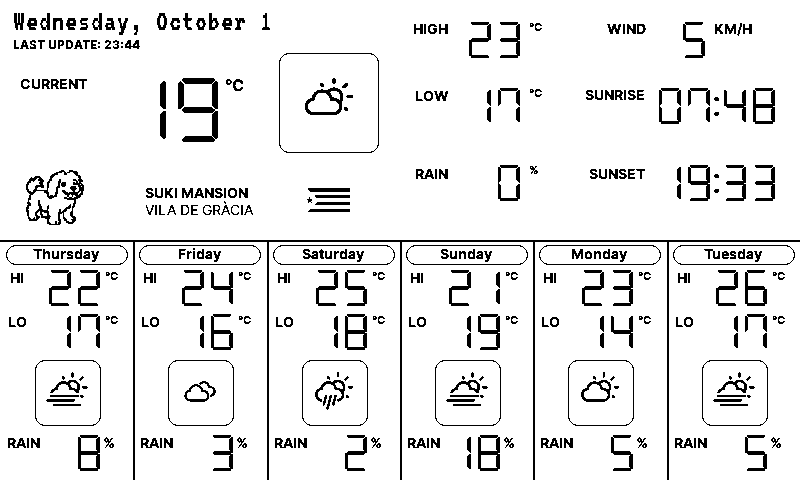 Wednesday, October 1
LAST UPDATE: 23:44
CURRENT 19 °C
SUKI MANSION
VILA DE GRÀCIA
HIGH 23 °C
LOW 17 °C
RAIN 0 %
WIND 5 KM/H
SUNRISE 07:48
SUNSET 19:33
Thursday
HI 22 °C
LO 17 °C
RAIN 8 %
Friday
HI 24 °C
LO 16 °C
RAIN 3 %
Saturday
HI 25 °C
LO 18 °C
RAIN 2 %
Sunday
HI 21 °C
LO 19 °C
RAIN 18 %
Monday
HI 23 °C
LO 14 °C
RAIN 5 %
Tuesday
HI 26 °C
LO 17 °C
RAIN 5 %